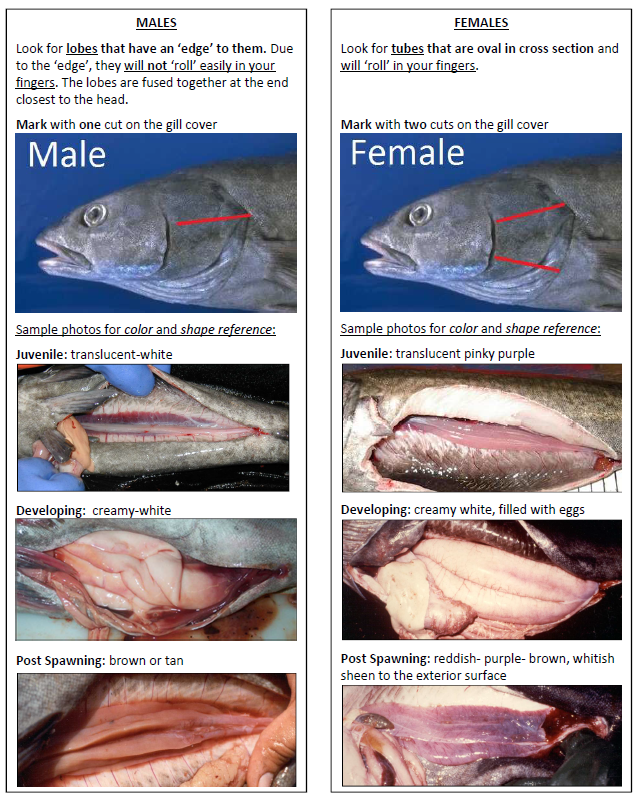 MALES
Look for lobes that have an ‘edge’ to them. Due
to the ‘edge’, they will not ‘roll’ easily in your
fingers. The lobes are fused together at the end
closest to the head.
Mark with one cut on the gill cover
Male
Sample photos for color and shape reference:
Juvenile: translucent-white
Developing: creamy-white
Post Spawning: brown or tan
FEMALES
Look for tubes that are oval in cross section and
will ‘roll’ in your fingers.
Mark with two cuts on the gill cover
Female
Sample photos for color and shape reference:
Juvenile: translucent pinky purple
Developing: creamy white, filled with eggs
Post Spawning: reddish- purple- brown, whitish
sheen to the exterior surface